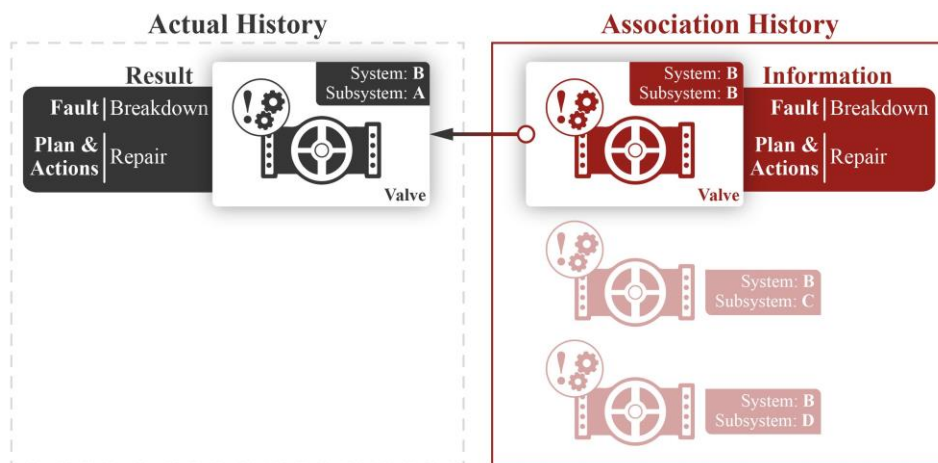 Actual History
Result
System: B
Subsystem: A
Fault
Breakdown
Plan &
Actions
Repair
Valve
Association History
System: B
Subsystem: B
Information
Fault
Breakdown
Plan &
Actions
Repair
Valve
System: B
Subsystem: C
System: B
Subsystem: D